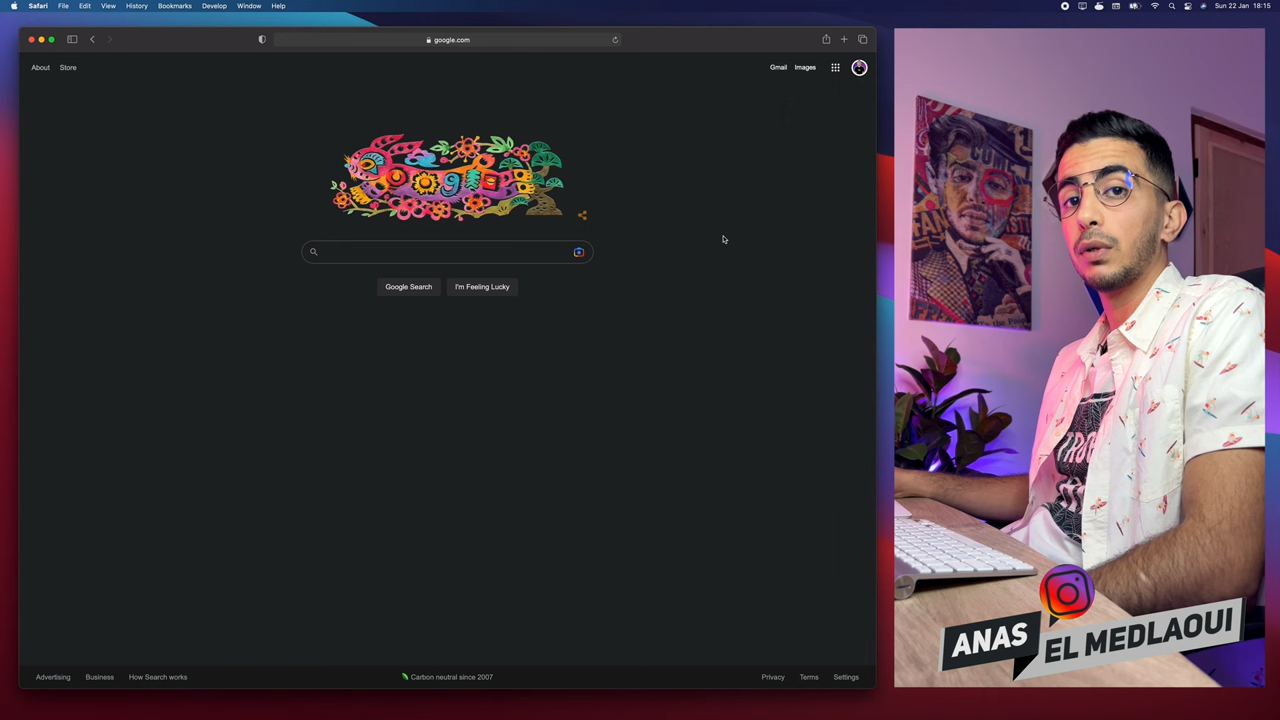 Safari File Edit View History Bookmarks Develop Window Help
Sun 22 Jan 18:15
google.com
About Store
Gmail Images
Google Search I'm Feeling Lucky
Advertising Business How Search works
Carbon neutral since 2007
Privacy Terms Settings
ANAS EL MEDLAOUI